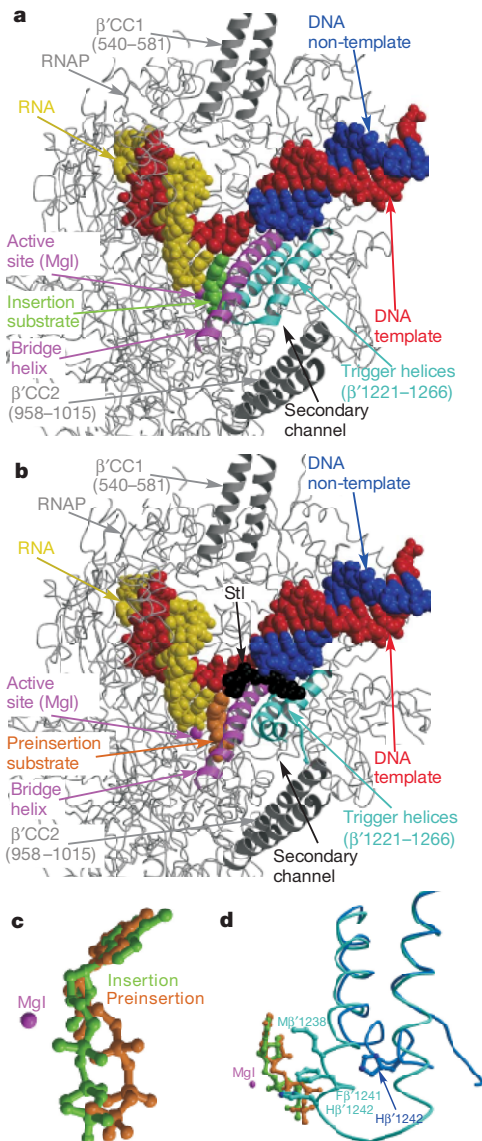 a
β′CC1
(540–581)
DNA
non-template
RNAP
RNA
Active
site (MgI)
Insertion
substrate
Bridge
helix
β′CC2
(958–1015)
DNA
template
Trigger helices
(β′1221–1266)
Secondary
channel
b
β′CC1
(540–581)
DNA
non-template
RNAP
RNA
Stl
Active
site (MgI)
Preinsertion
substrate
Bridge
helix
β′CC2
(958–1015)
DNA
template
Trigger helices
(β′1221–1266)
Secondary
channel
c
Insertion
Preinsertion
MgI
d
Mβ′1238
MgI
Fβ′1241
Hβ′1242
Hβ′1242